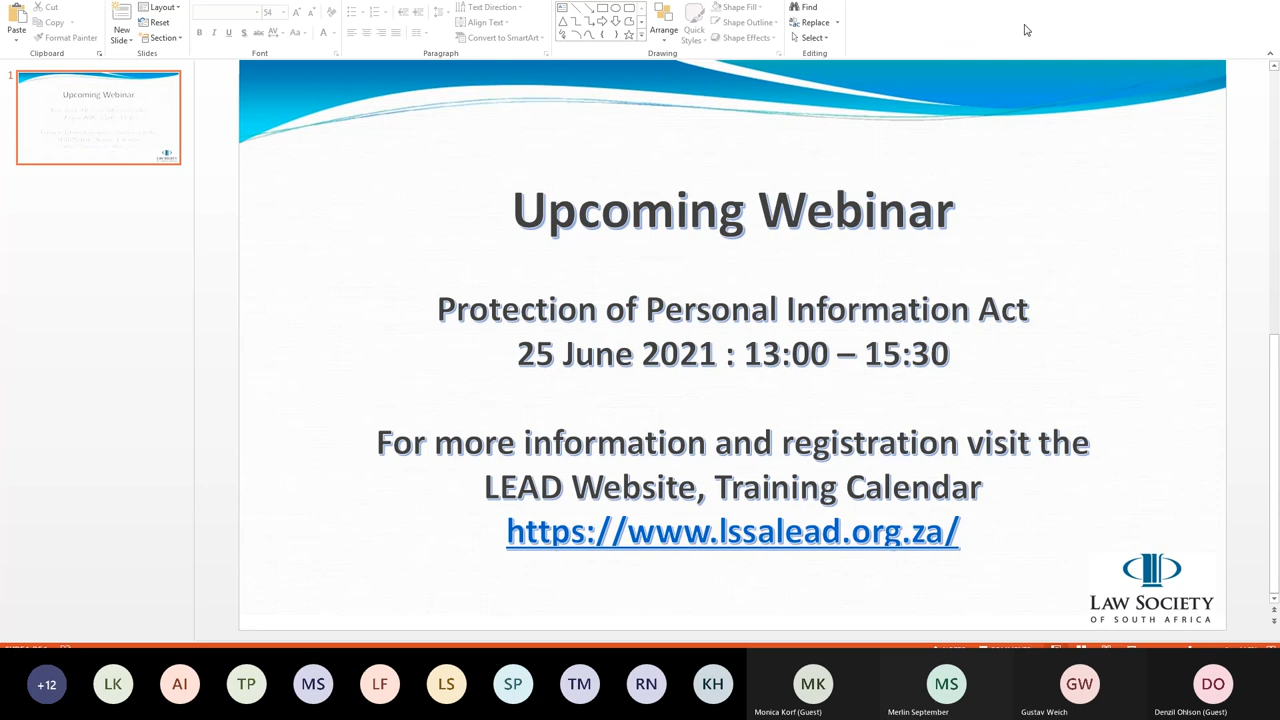 Cut
Copy
Format Painter
Paste
Clipboard
New
Slide
Layout
Reset
Section
Slides
54
B I U S abc AV Aa A
Font
Text Direction
Align Text
Convert to SmartArt
Paragraph
Arrange
Quick
Styles
Shape Fill
Shape Outline
Shape Effects
Drawing
Find
Replace
Select
Editing
1
Upcoming Webinar
Upcoming Webinar
Protection of Personal Information Act
25 June 2021 : 13:00 – 15:30
For more information and registration visit the
LEAD Website, Training Calendar
https://www.lssalead.org.za/
LAW SOCIETY
OF SOUTH AFRICA
+12
LK
AI
TP
MS
LF
LS
SP
TM
RN
KH
MK
Monica Korf (Guest)
MS
Merlin September
GW
Gustav Weich
DO
Denzil Ohlson (Guest)